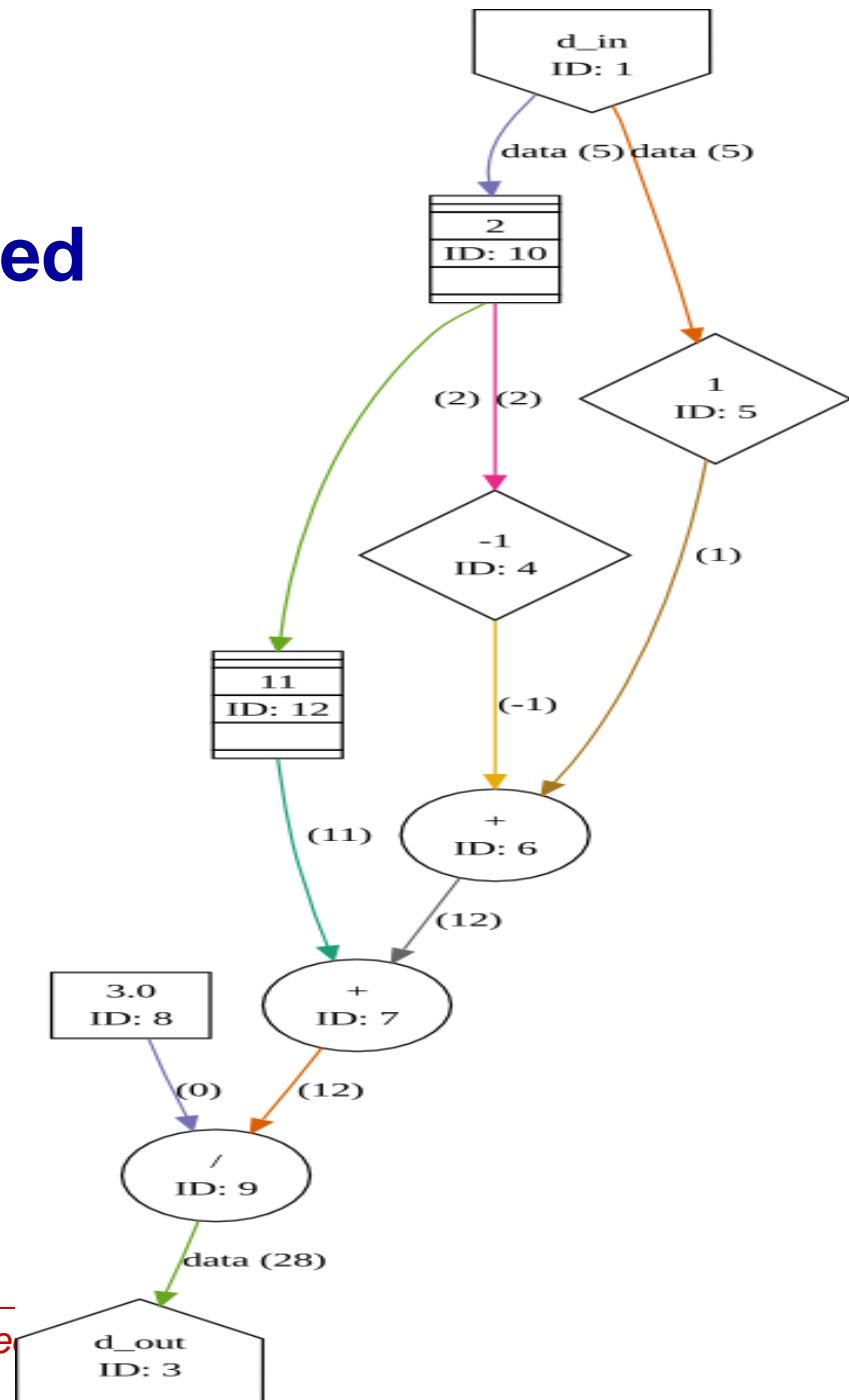 d_in
ID: 1
data (5) data (5)
ed
2
ID: 10
(2) (2)
1
ID: 5
-1
ID: 4
(1)
11
ID: 12
(-1)
(11)
+
ID: 6
(12)
3.0
ID: 8
+
ID: 7
(0)
(12)
/
ID: 9
data (28)
d_out
ID: 3